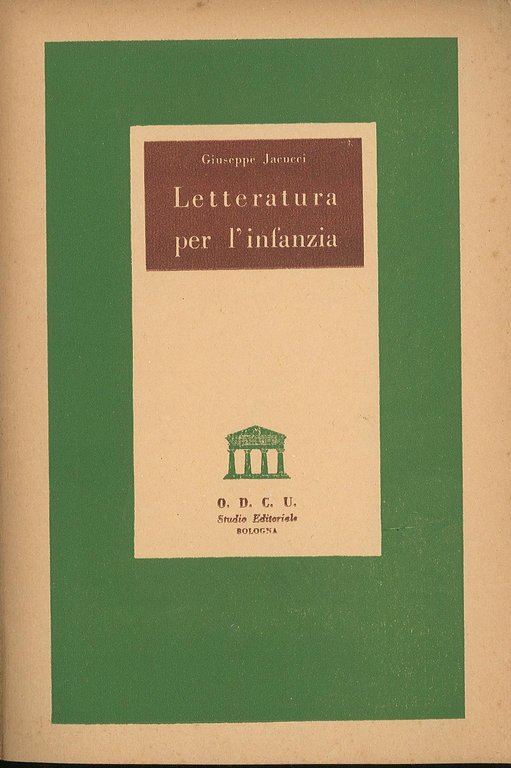 Giuseppe Jacucci
Letteratura
per l'infanzia
O. D. C. U.
Studio Editoriale
BOLOGNA